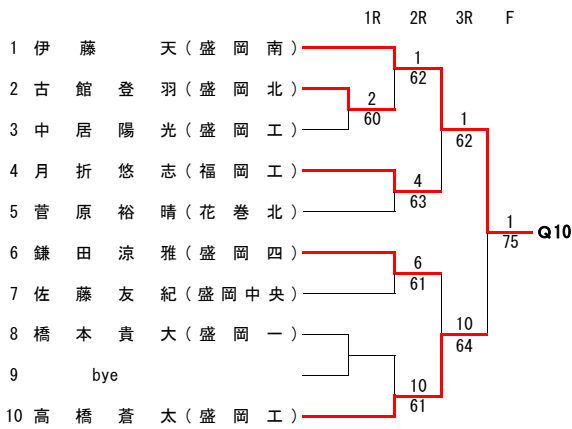 1R 2R 3R F
1 伊藤 天(盛岡南)
1
62
2 古館登羽(盛岡北)
2
60
1
62
3 中居陽光(盛岡工)
4 月折悠志(福岡工)
4
63
5 菅原裕晴(花巻北)
1
75
Q10
6 鎌田涼雅(盛岡四)
6
61
7 佐藤友紀(盛岡中央)
8 橋本貴大(盛岡一)
10
64
9 bye
10
61
10 高橋蒼太(盛岡工)